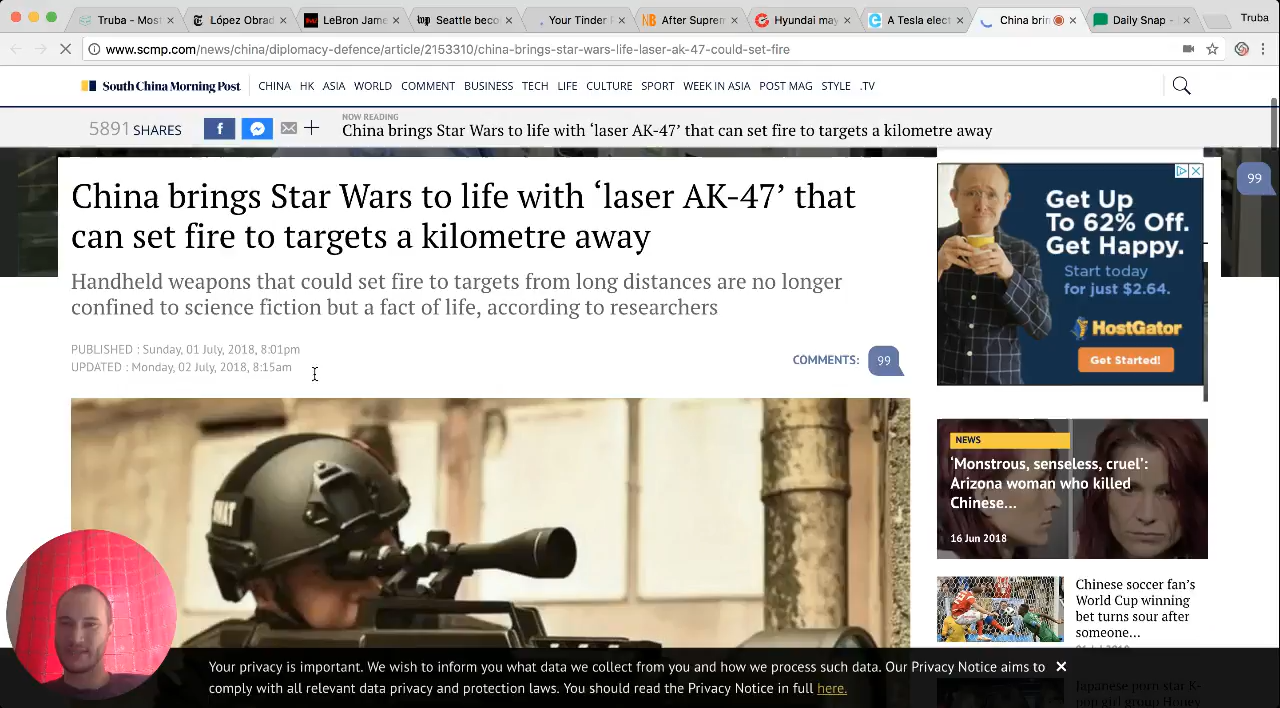 Truba - Most
López Obrad
LeBron Jame
Seattle beco
Your Tinder P
After Suprem
Hyundai may
A Tesla elect
China brin
Daily Snap -
Truba
www.scmp.com/news/china/diplomacy-defence/article/2153310/china-brings-star-wars-life-laser-ak-47-could-set-fire
South China Morning Post
CHINA HK ASIA WORLD COMMENT BUSINESS TECH LIFE CULTURE SPORT WEEK IN ASIA POST MAG STYLE .TV
5891 SHARES
NOW READING
China brings Star Wars to life with ‘laser AK-47’ that can set fire to targets a kilometre away
99
China brings Star Wars to life with ‘laser AK-47’ that
can set fire to targets a kilometre away
Handheld weapons that could set fire to targets from long distances are no longer
confined to science fiction but a fact of life, according to researchers
PUBLISHED : Sunday, 01 July, 2018, 8:01pm
UPDATED : Monday, 02 July, 2018, 8:15am
COMMENTS: 99
Get Up
To 62% Off.
Get Happy.
Start today
for just $2.64.
HostGator
Get Started!
NEWS
‘Monstrous, senseless, cruel’:
Arizona woman who killed
Chinese...
16 Jun 2018
Chinese soccer fan’s
World Cup winning
bet turns sour after
someone...
Japanese porn star K-
pop girl group Honey
Your privacy is important. We wish to inform you what data we collect from you and how we process such data. Our Privacy Notice aims to
comply with all relevant data privacy and protection laws. You should read the Privacy Notice in full here.